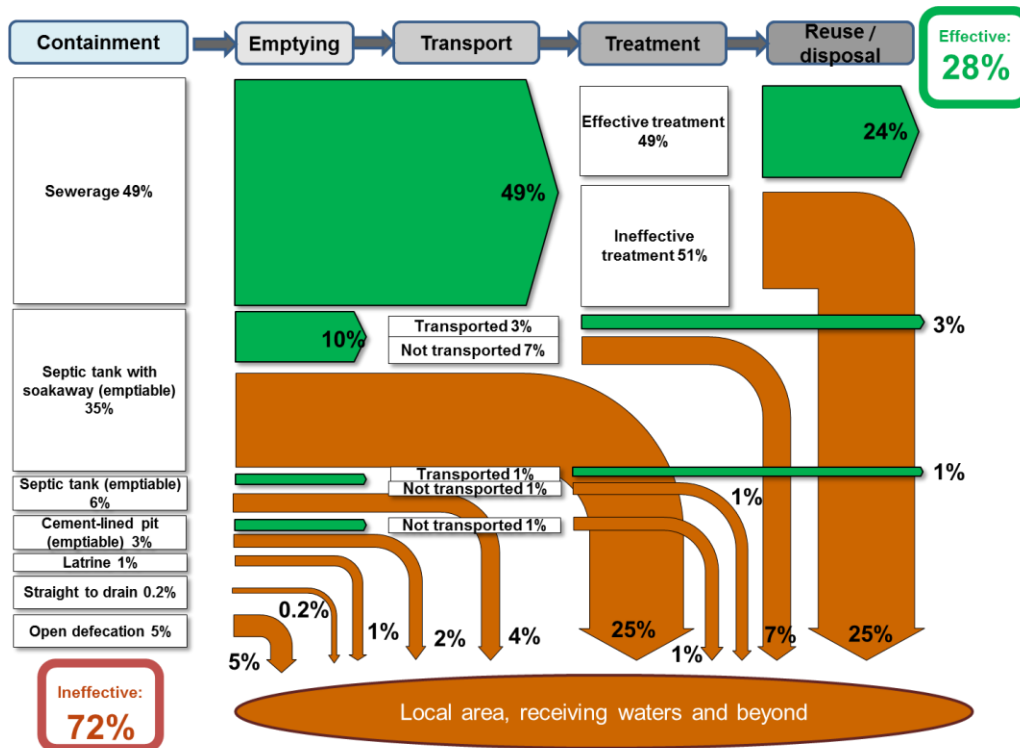 Containment
Emptying
Transport
Treatment
Reuse /
disposal
Effective:
28%
Sewerage 49%
49%
Effective treatment
49%
24%
Ineffective
treatment 51%
Septic tank with
soakaway (emptiable)
35%
10%
Transported 3%
Not transported 7%
3%
Septic tank (emptiable)
6%
Transported 1%
Not transported 1%
1%
1%
Cement-lined pit
(emptiable) 3%
Not transported 1%
Latrine 1%
Straight to drain 0.2%
0.2%
Open defecation 5%
5%
1%
2%
4%
25%
1%
7%
25%
Ineffective:
72%
Local area, receiving waters and beyond